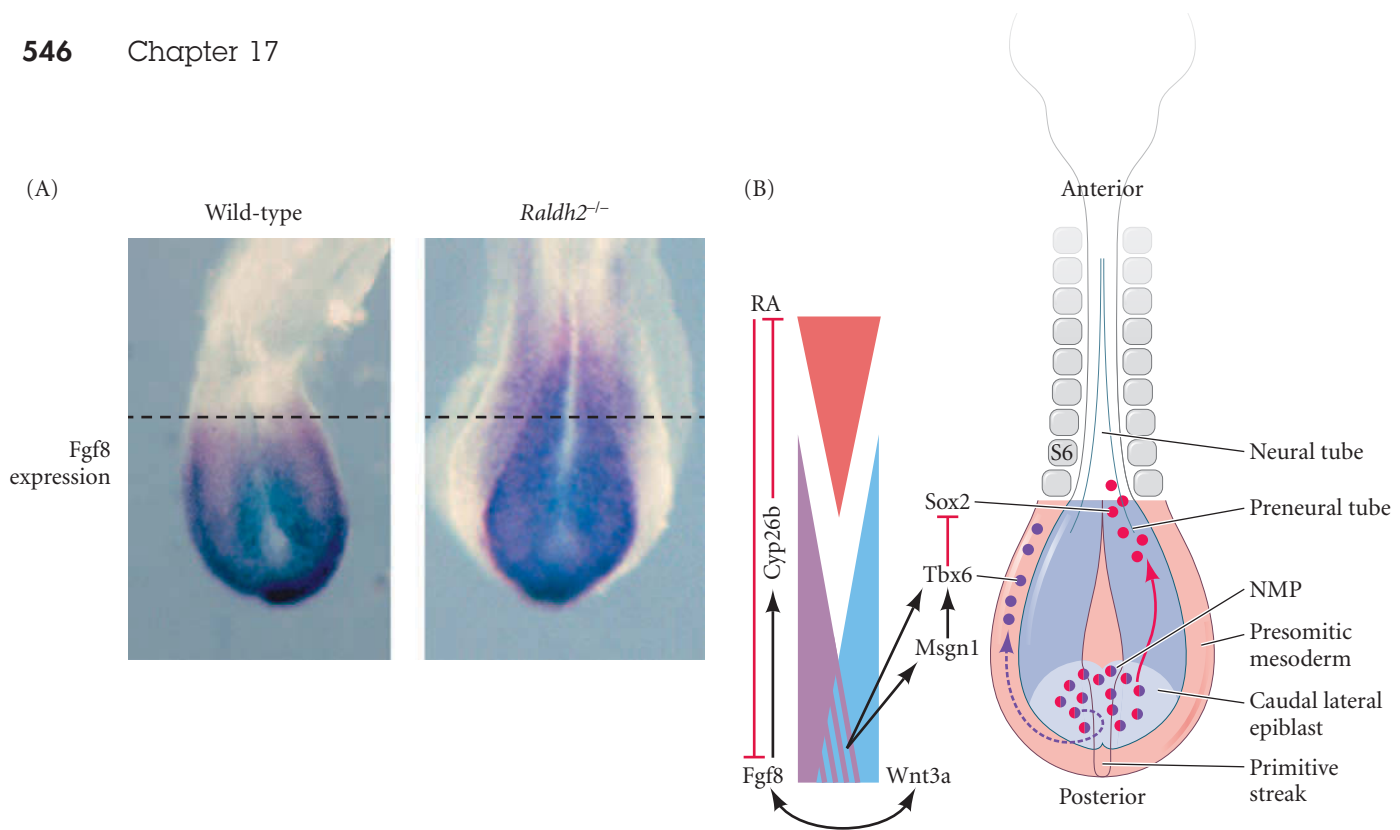 546 Chapter 17
(A)
Wild-type
Raldh2–/–
Fgf8
expression
(B)
Anterior
RA
Cyp26b
Fgf8
Wnt3a
Sox2
Tbx6
Msgn1
S6
Neural tube
Preneural tube
NMP
Presomitic
mesoderm
Caudal lateral
epiblast
Primitive
streak
Posterior